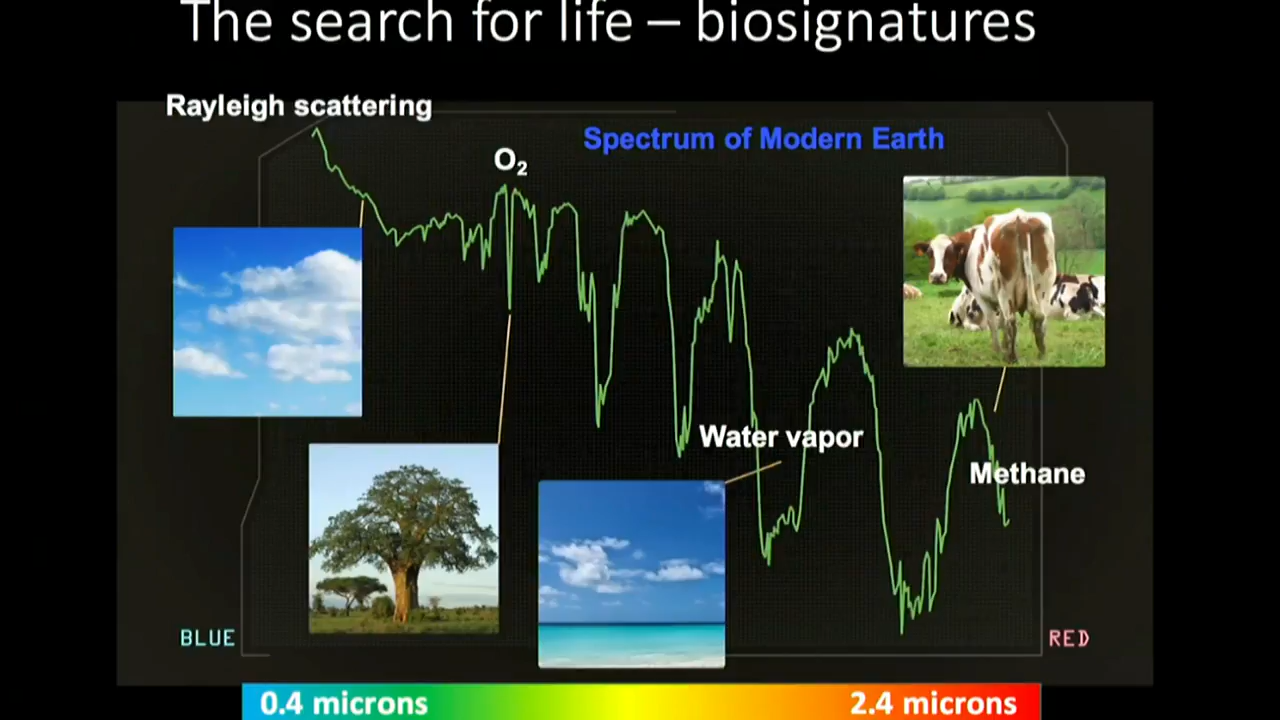 The search for life – biosignatures
Rayleigh scattering
Spectrum of Modern Earth
O₂
Water vapor
Methane
BLUE
RED
0.4 microns
2.4 microns